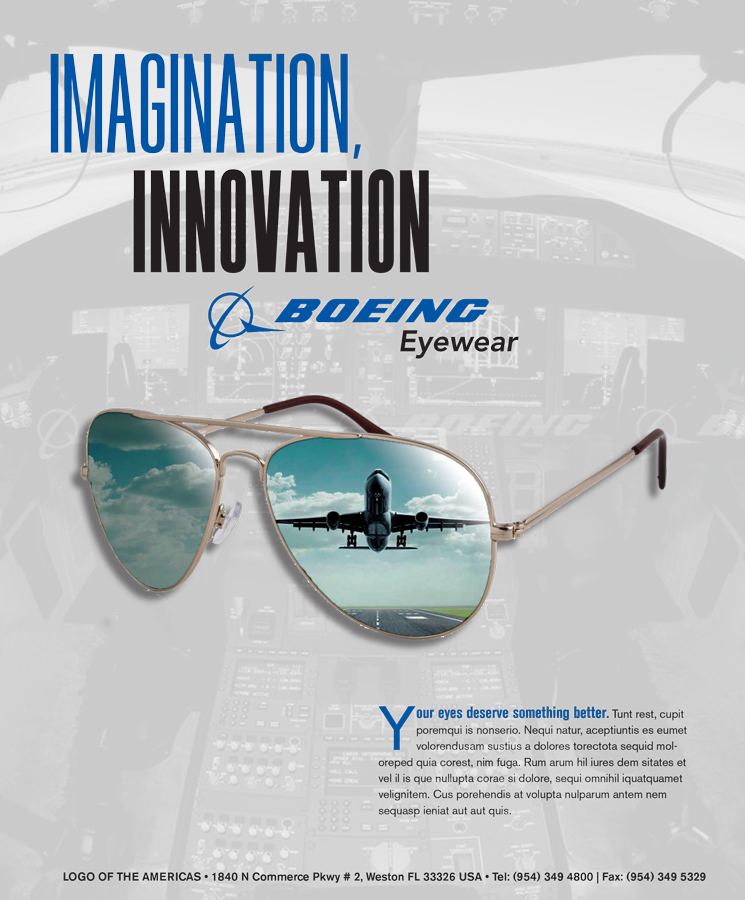 IMAGINATION,
INNOVATION
BOEING
Eyewear
BOEING
Your eyes deserve something better. Tunt rest, cupit
poremqui is nonserio. Nequi natur, aceptiuntis es eumet
volorendusam sustius a dolores torectota sequid mol-
oreped quia corest, nim fuga. Rum arum hil iures dem sitates et
vel il is que nullupta corae si dolore, sequi omnihil iquatquamet
velignitem. Cus porehendis at volupta nulparum antem nem
sequasp ieniat aut aut quis.
LOGO OF THE AMERICAS • 1840 N Commerce Pkwy # 2, Weston FL 33326 USA • Tel: (954) 349 4800 | Fax: (954) 349 5329